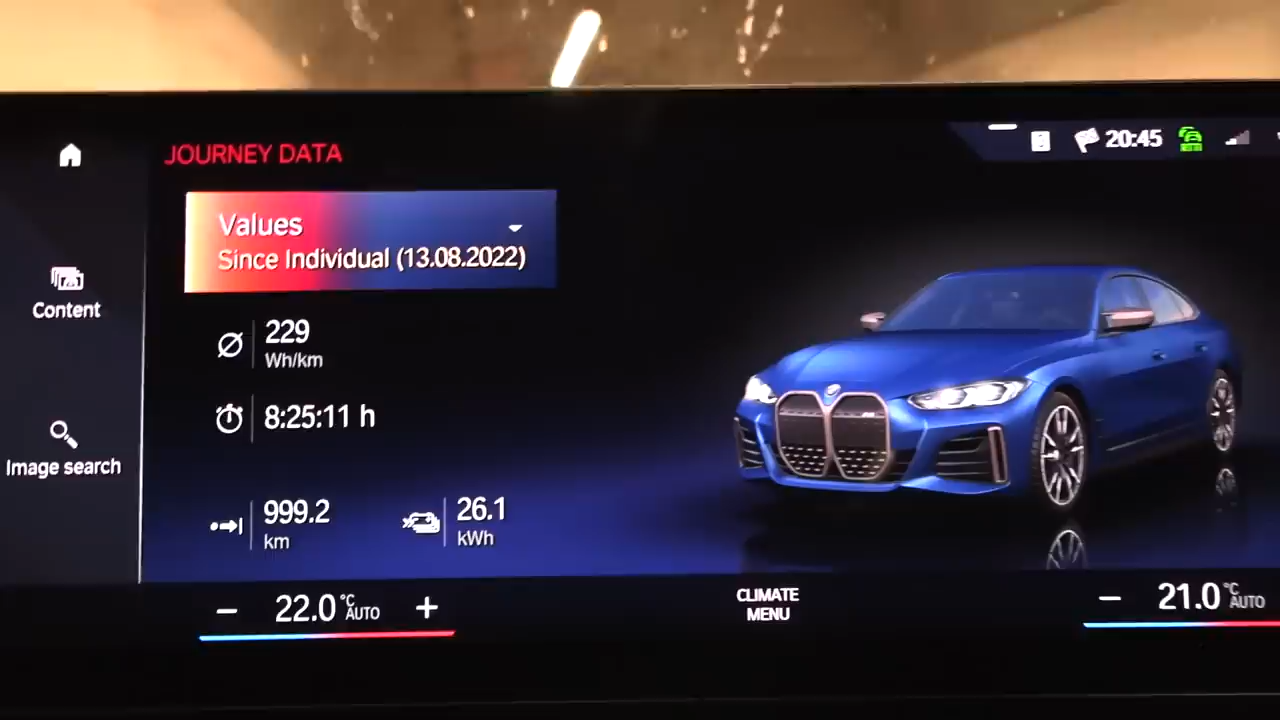 JOURNEY DATA
20:45
Values
Since Individual (13.08.2022)
Content
229
Wh/km
8:25:11 h
Image search
999.2
km
26.1
kWh
− 22.0 °C AUTO +
CLIMATE
MENU
− 21.0 °C AUTO